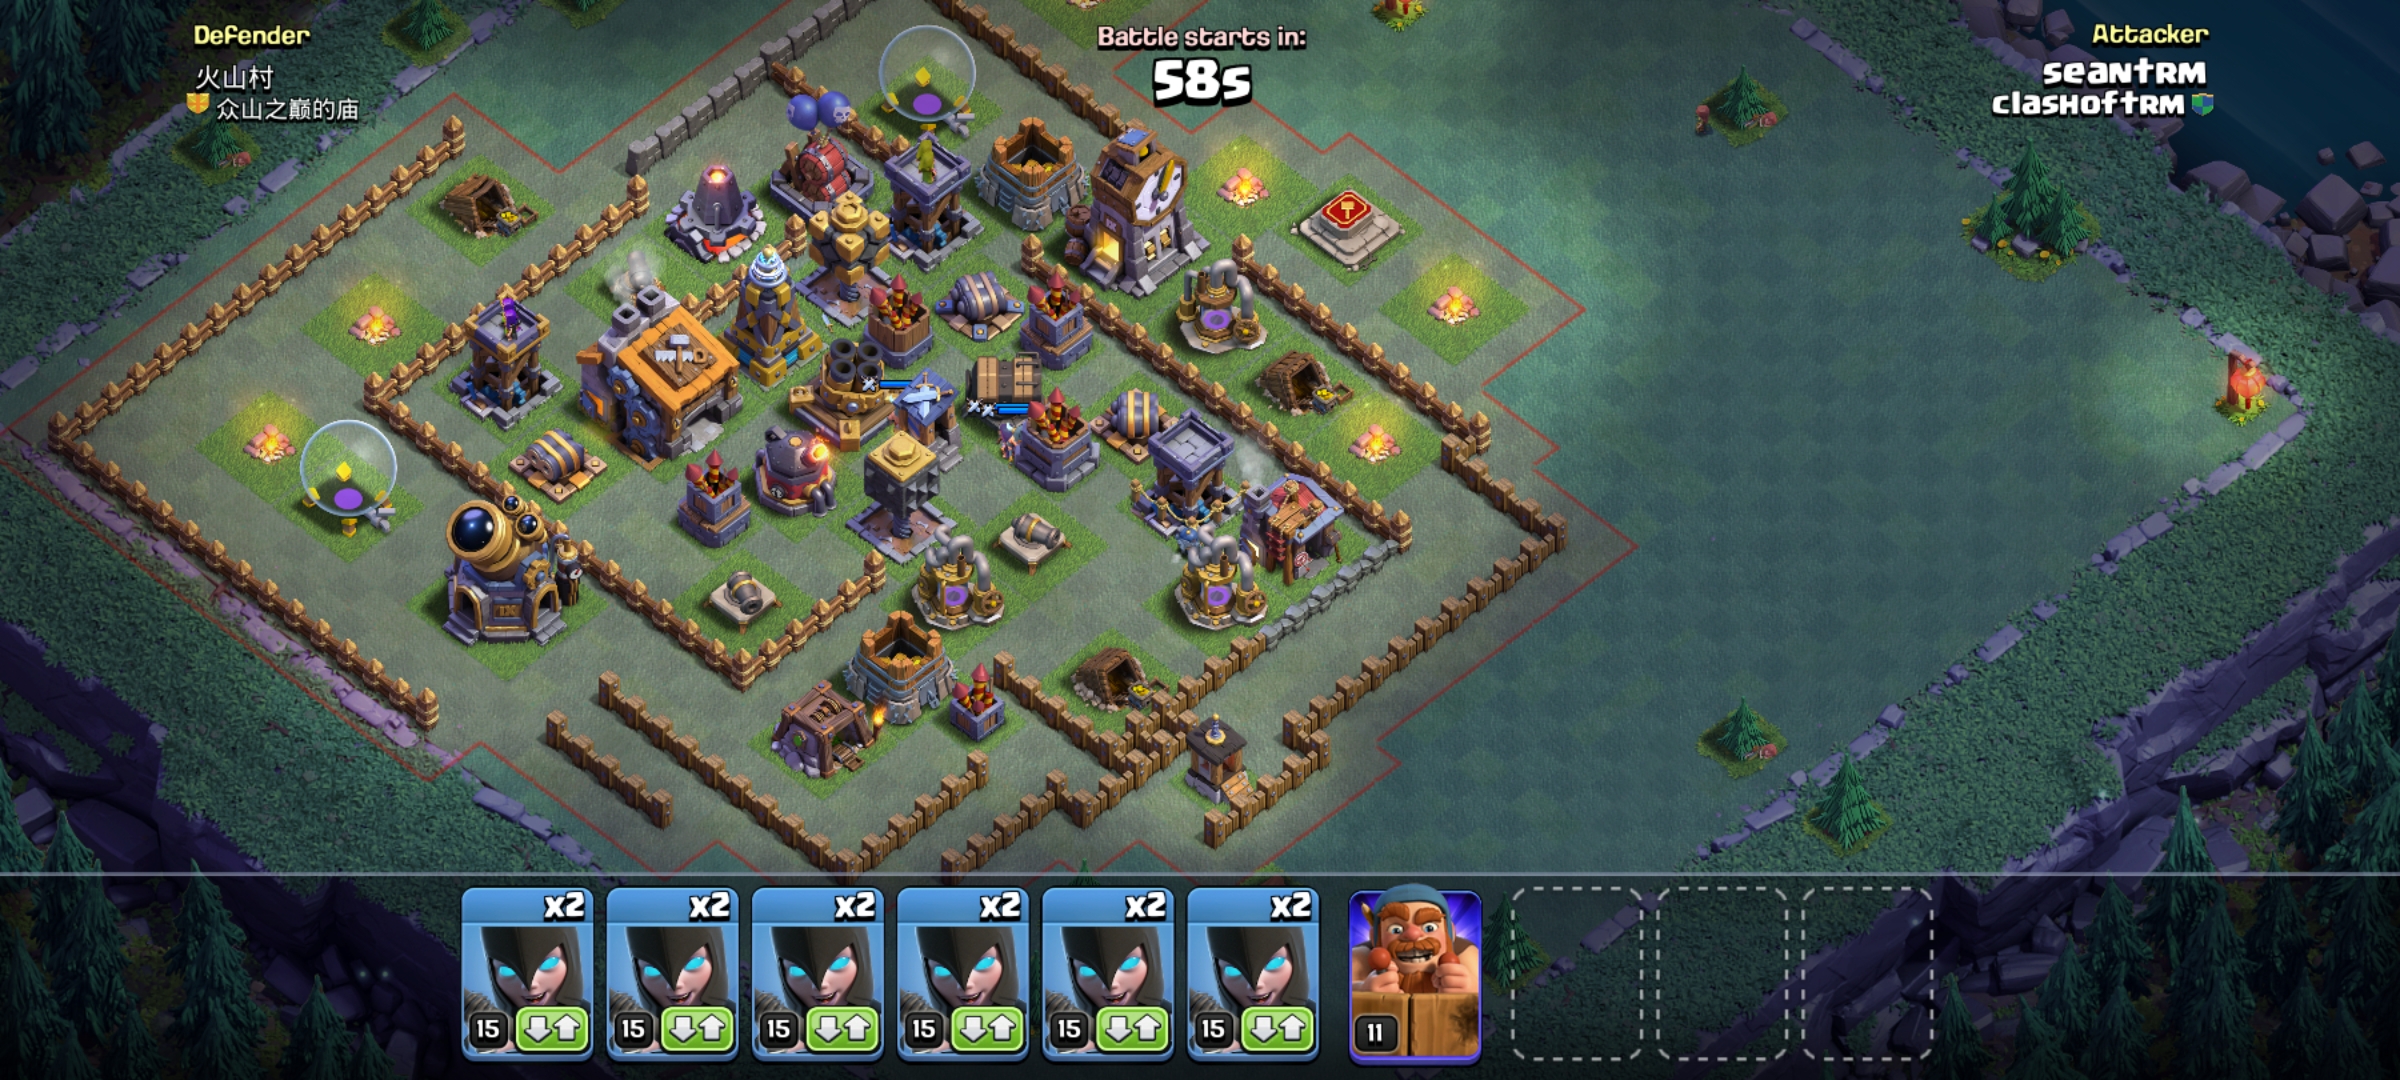 Defender
火山村
众山之巅的庙
Battle starts in:
58s
Attacker
seantRM
clashoftRM
x2
x2
x2
x2
x2
x2
15
15
15
15
15
15
11